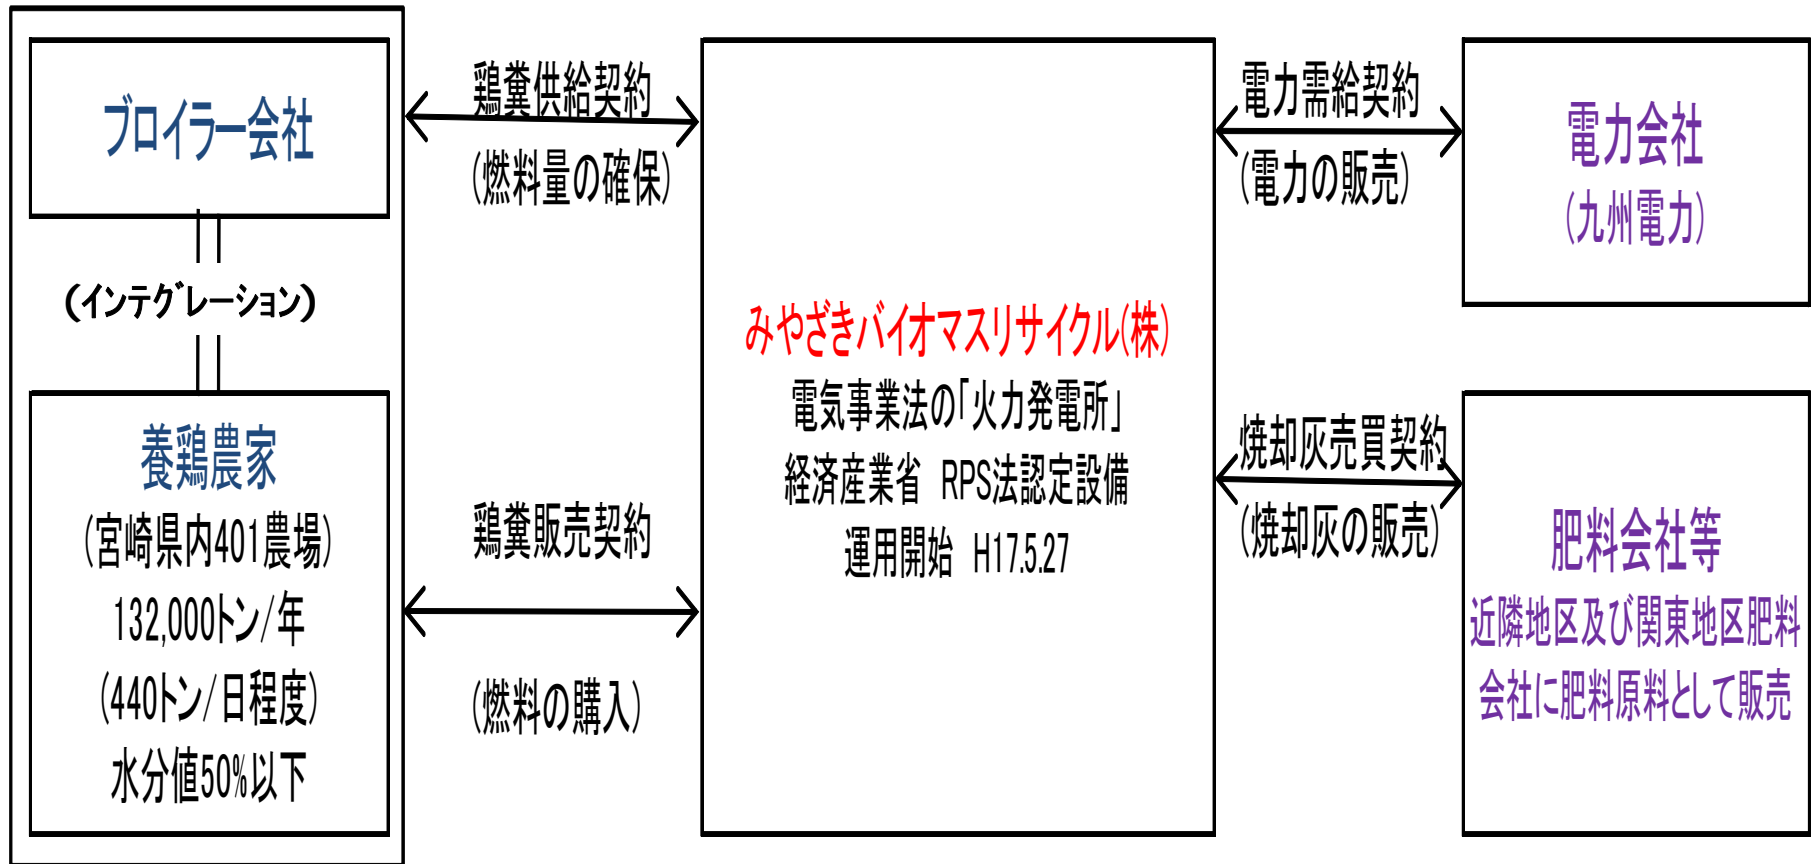 ブロイラー会社
(インテグレーション)
養鶏農家
(宮崎県内401農場)
132,000トン/年
(440トン/日程度)
水分値50%以下
鶏糞供給契約
(燃料量の確保)
鶏糞販売契約
(燃料の購入)
みやざきバイオマスリサイクル(株)
電気事業法の「火力発電所」
経済産業省 RPS法認定設備
運用開始 H17.5.27
電力需給契約
(電力の販売)
焼却灰売買契約
(焼却灰の販売)
電力会社
(九州電力)
肥料会社等
近隣地区及び関東地区肥料
会社に肥料原料として販売